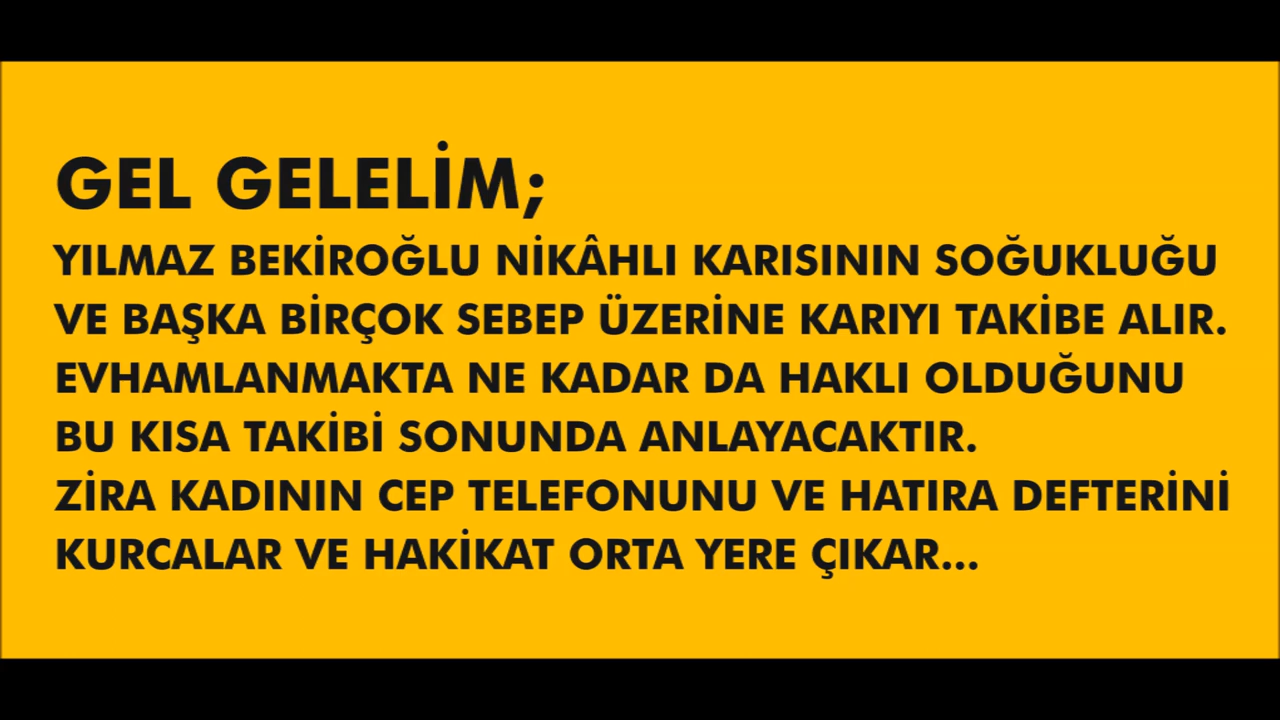 GEL GELELİM;
YILMAZ BEKİROĞLU NİKÂHLI KARISININ SOĞUKLUĞU
VE BAŞKA BİRÇOK SEBEP ÜZERİNE KARIYI TAKİBE ALIR.
EVHAMLANMAKTA NE KADAR DA HAKLI OLDUĞUNU
BU KISA TAKİBİ SONUNDA ANLAYACAKTIR.
ZİRA KADININ CEP TELEFONUNU VE HATIRA DEFTERİNİ
KURCALAR VE HAKİKAT ORTA YERE ÇIKAR...